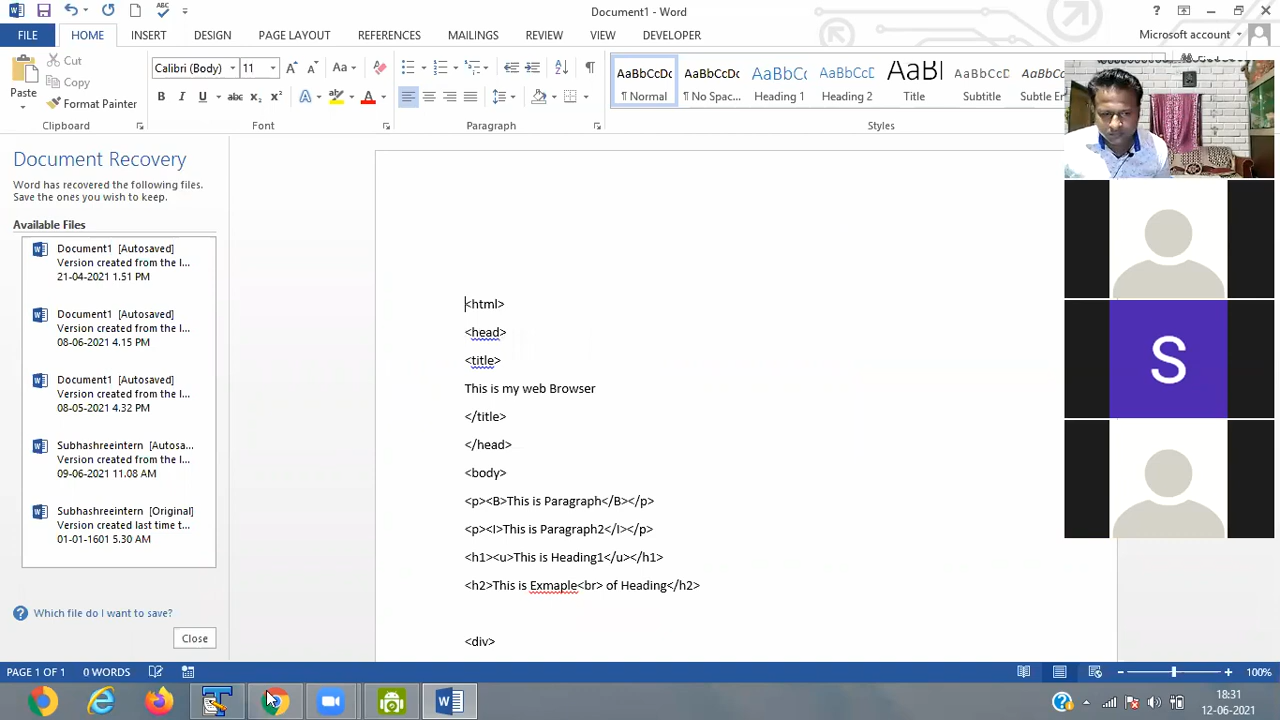 Document1 - Word
FILE HOME INSERT DESIGN PAGE LAYOUT REFERENCES MAILINGS REVIEW VIEW DEVELOPER Microsoft account
Paste
Cut
Copy
Format Painter
Clipboard
Calibri (Body) 11
Font
Paragraph
AaBbCcDc AaBbCcDc AaBbCc AaBbCcD AaBl AaBbCcD AaBbCcDc
¶ Normal ¶ No Spac... Heading 1 Heading 2 Title Subtitle Subtle Em
Styles
Document Recovery
Word has recovered the following files.
Save the ones you wish to keep.
Available Files
Document1 [Autosaved]
Version created from the l...
21-04-2021 1.51 PM
Document1 [Autosaved]
Version created from the l...
08-06-2021 4.15 PM
Document1 [Autosaved]
Version created from the l...
08-05-2021 4.32 PM
Subhashreeintern [Autosa...
Version created from the l...
09-06-2021 11.08 AM
Subhashreeintern [Original]
Version created last time t...
01-01-1601 5.30 AM
Which file do I want to save?
Close
<html>
<head>
<title>
This is my web Browser
</title>
</head>
<body>
<p><B>This is Paragraph</B></p>
<p><I>This is Paragraph2</I></p>
<h1><u>This is Heading1</u></h1>
<h2>This is Exmaple<br> of Heading</h2>
<div>
S
PAGE 1 OF 1 0 WORDS 100%
18:31
12-06-2021